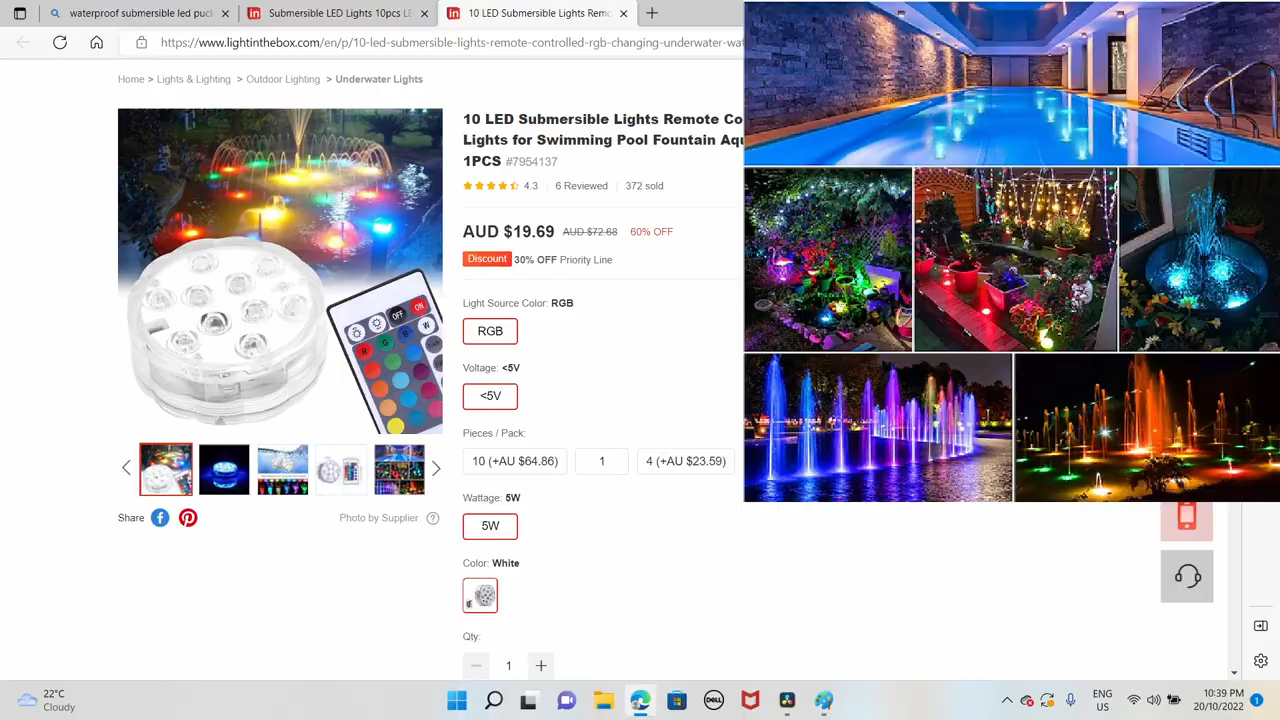 waterproof submersible led puck
Submersible LED Lights 10pcs LE
10 LED Submersible Lights Remo
https://www.lightinthebox.com/en/p/10-led-submersible-lights-remote-controlled-rgb-changing-underwater-wat
Home > Lights & Lighting > Outdoor Lighting > Underwater Lights
10 LED Submersible Lights Remote Co
Lights for Swimming Pool Fountain Aqu
1PCS #7954137
4.3 6 Reviewed 372 sold
AUD $19.69 AUD $72.68 60% OFF
Discount 30% OFF Priority Line
Light Source Color: RGB
RGB
Voltage: <5V
<5V
Pieces / Pack:
10 (+AU $64.86) 1 4 (+AU $23.59)
Wattage: 5W
5W
Color: White
Qty:
1
OFF ON
R G B W
Share
Photo by Supplier ?
22°C
Cloudy
DELL
ENG
US
10:39 PM
20/10/2022
1